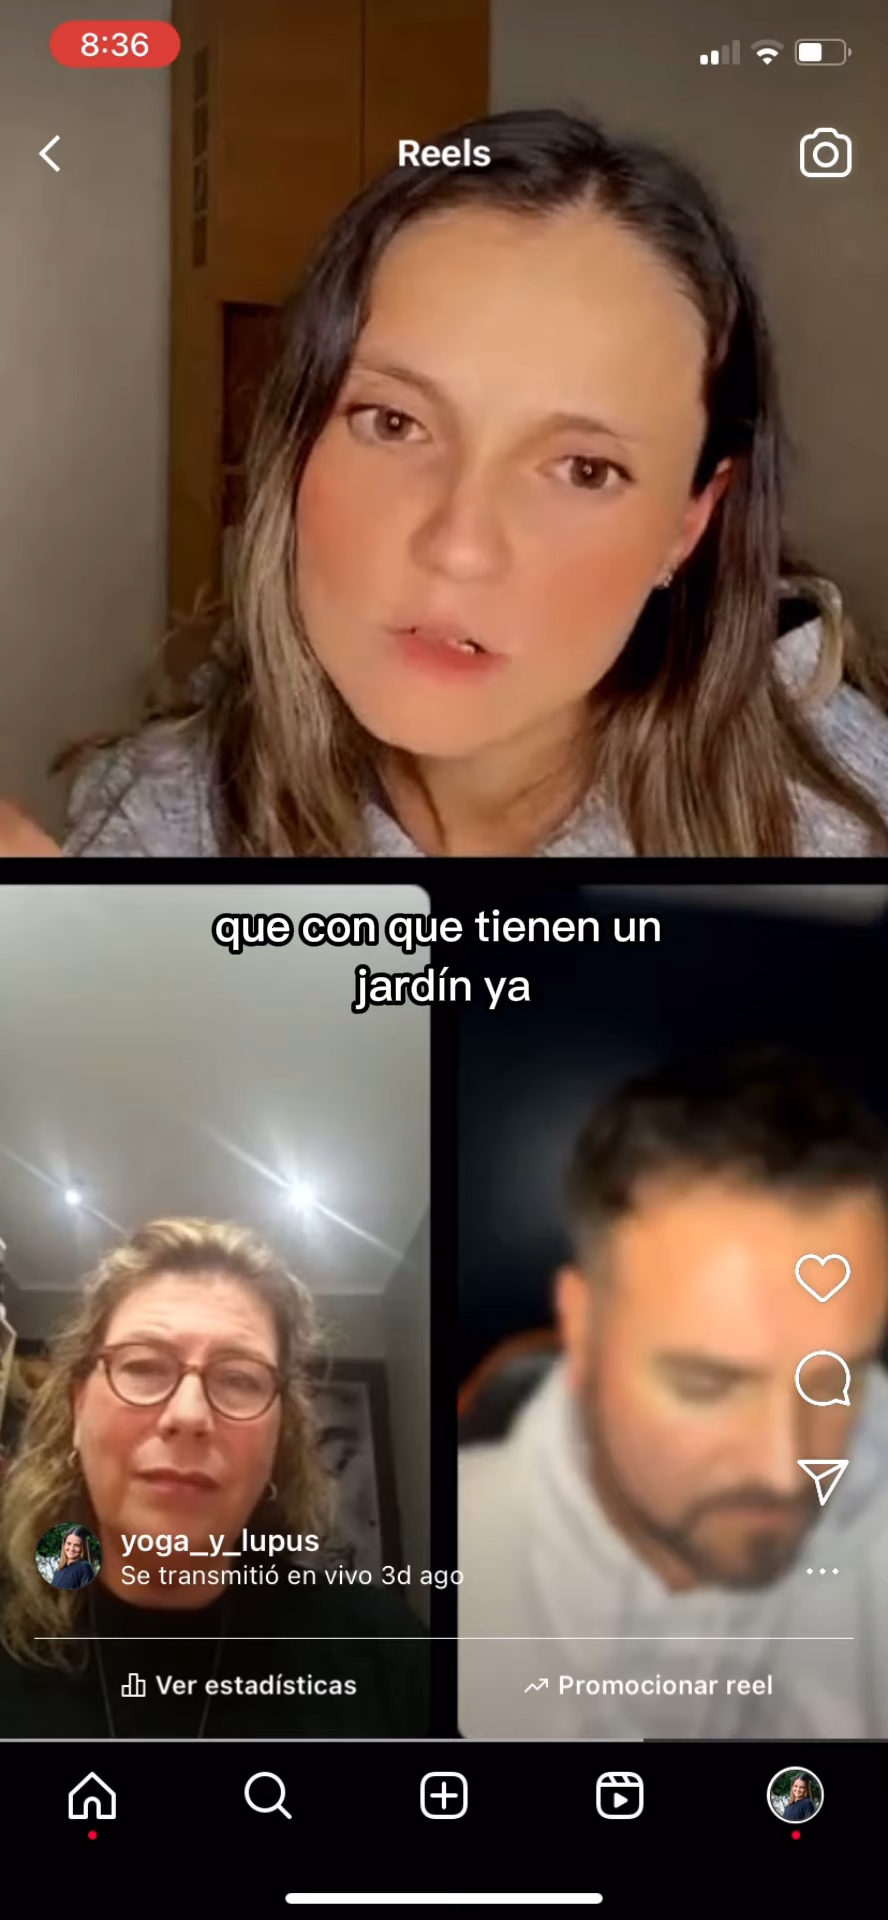 8:36
Reels
que con que tienen un
jardín ya
yoga_y_lupus
Se transmitió en vivo 3d ago
Ver estadísticas
Promocionar reel